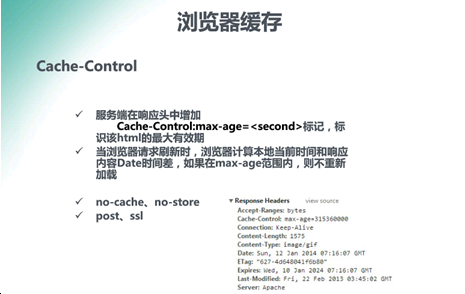 浏览器缓存
Cache-Control
✓ 服务端在响应头中增加
Cache-Control:max-age=<second>标记，标
识该html的最大有效期
✓ 当浏览器请求刷新时，浏览器计算本地当前时间和响应
内容Date时间差，如果在max-age范围内，则不重新
加载
✓ no-cache、no-store
✓ post、ssl
▼ Response Headers view source
Accept-Ranges: bytes
Cache-Control: max-age=315360000
Connection: Keep-Alive
Content-Length: 1575
Content-Type: image/gif
Date: Sun, 12 Jan 2014 07:16:07 GMT
ETag: "627-4d648041f6b80"
Expires: Wed, 10 Jan 2024 07:16:07 GMT
Last-Modified: Fri, 22 Feb 2013 03:45:02 GMT
Server: Apache